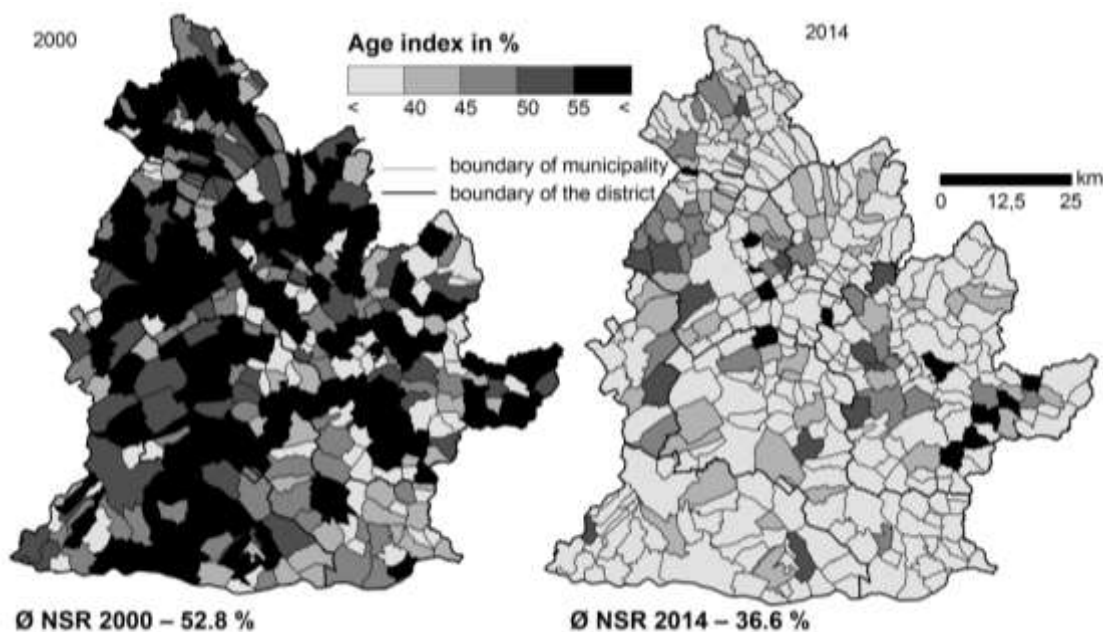 2000
Age index in %
2014
< 40 45 50 55 <
boundary of municipality
boundary of the district
km
0 12,5 25
Ø NSR 2000 – 52.8 %
Ø NSR 2014 – 36.6 %